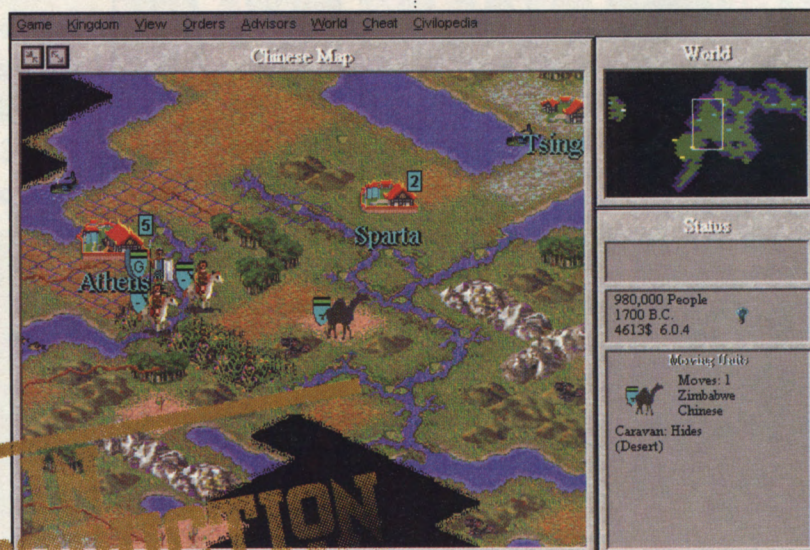 Game Kingdom View Orders Advisors World Cheat Civilopedia
Chinese Map
World
Tsing
2
Sparta
5
G
Athens
Status
980,000 People
1700 B.C.
4613$ 6.0.4
Moving Units
Moves: 1
Zimbabwe
Chinese
Caravan: Hides
(Desert)